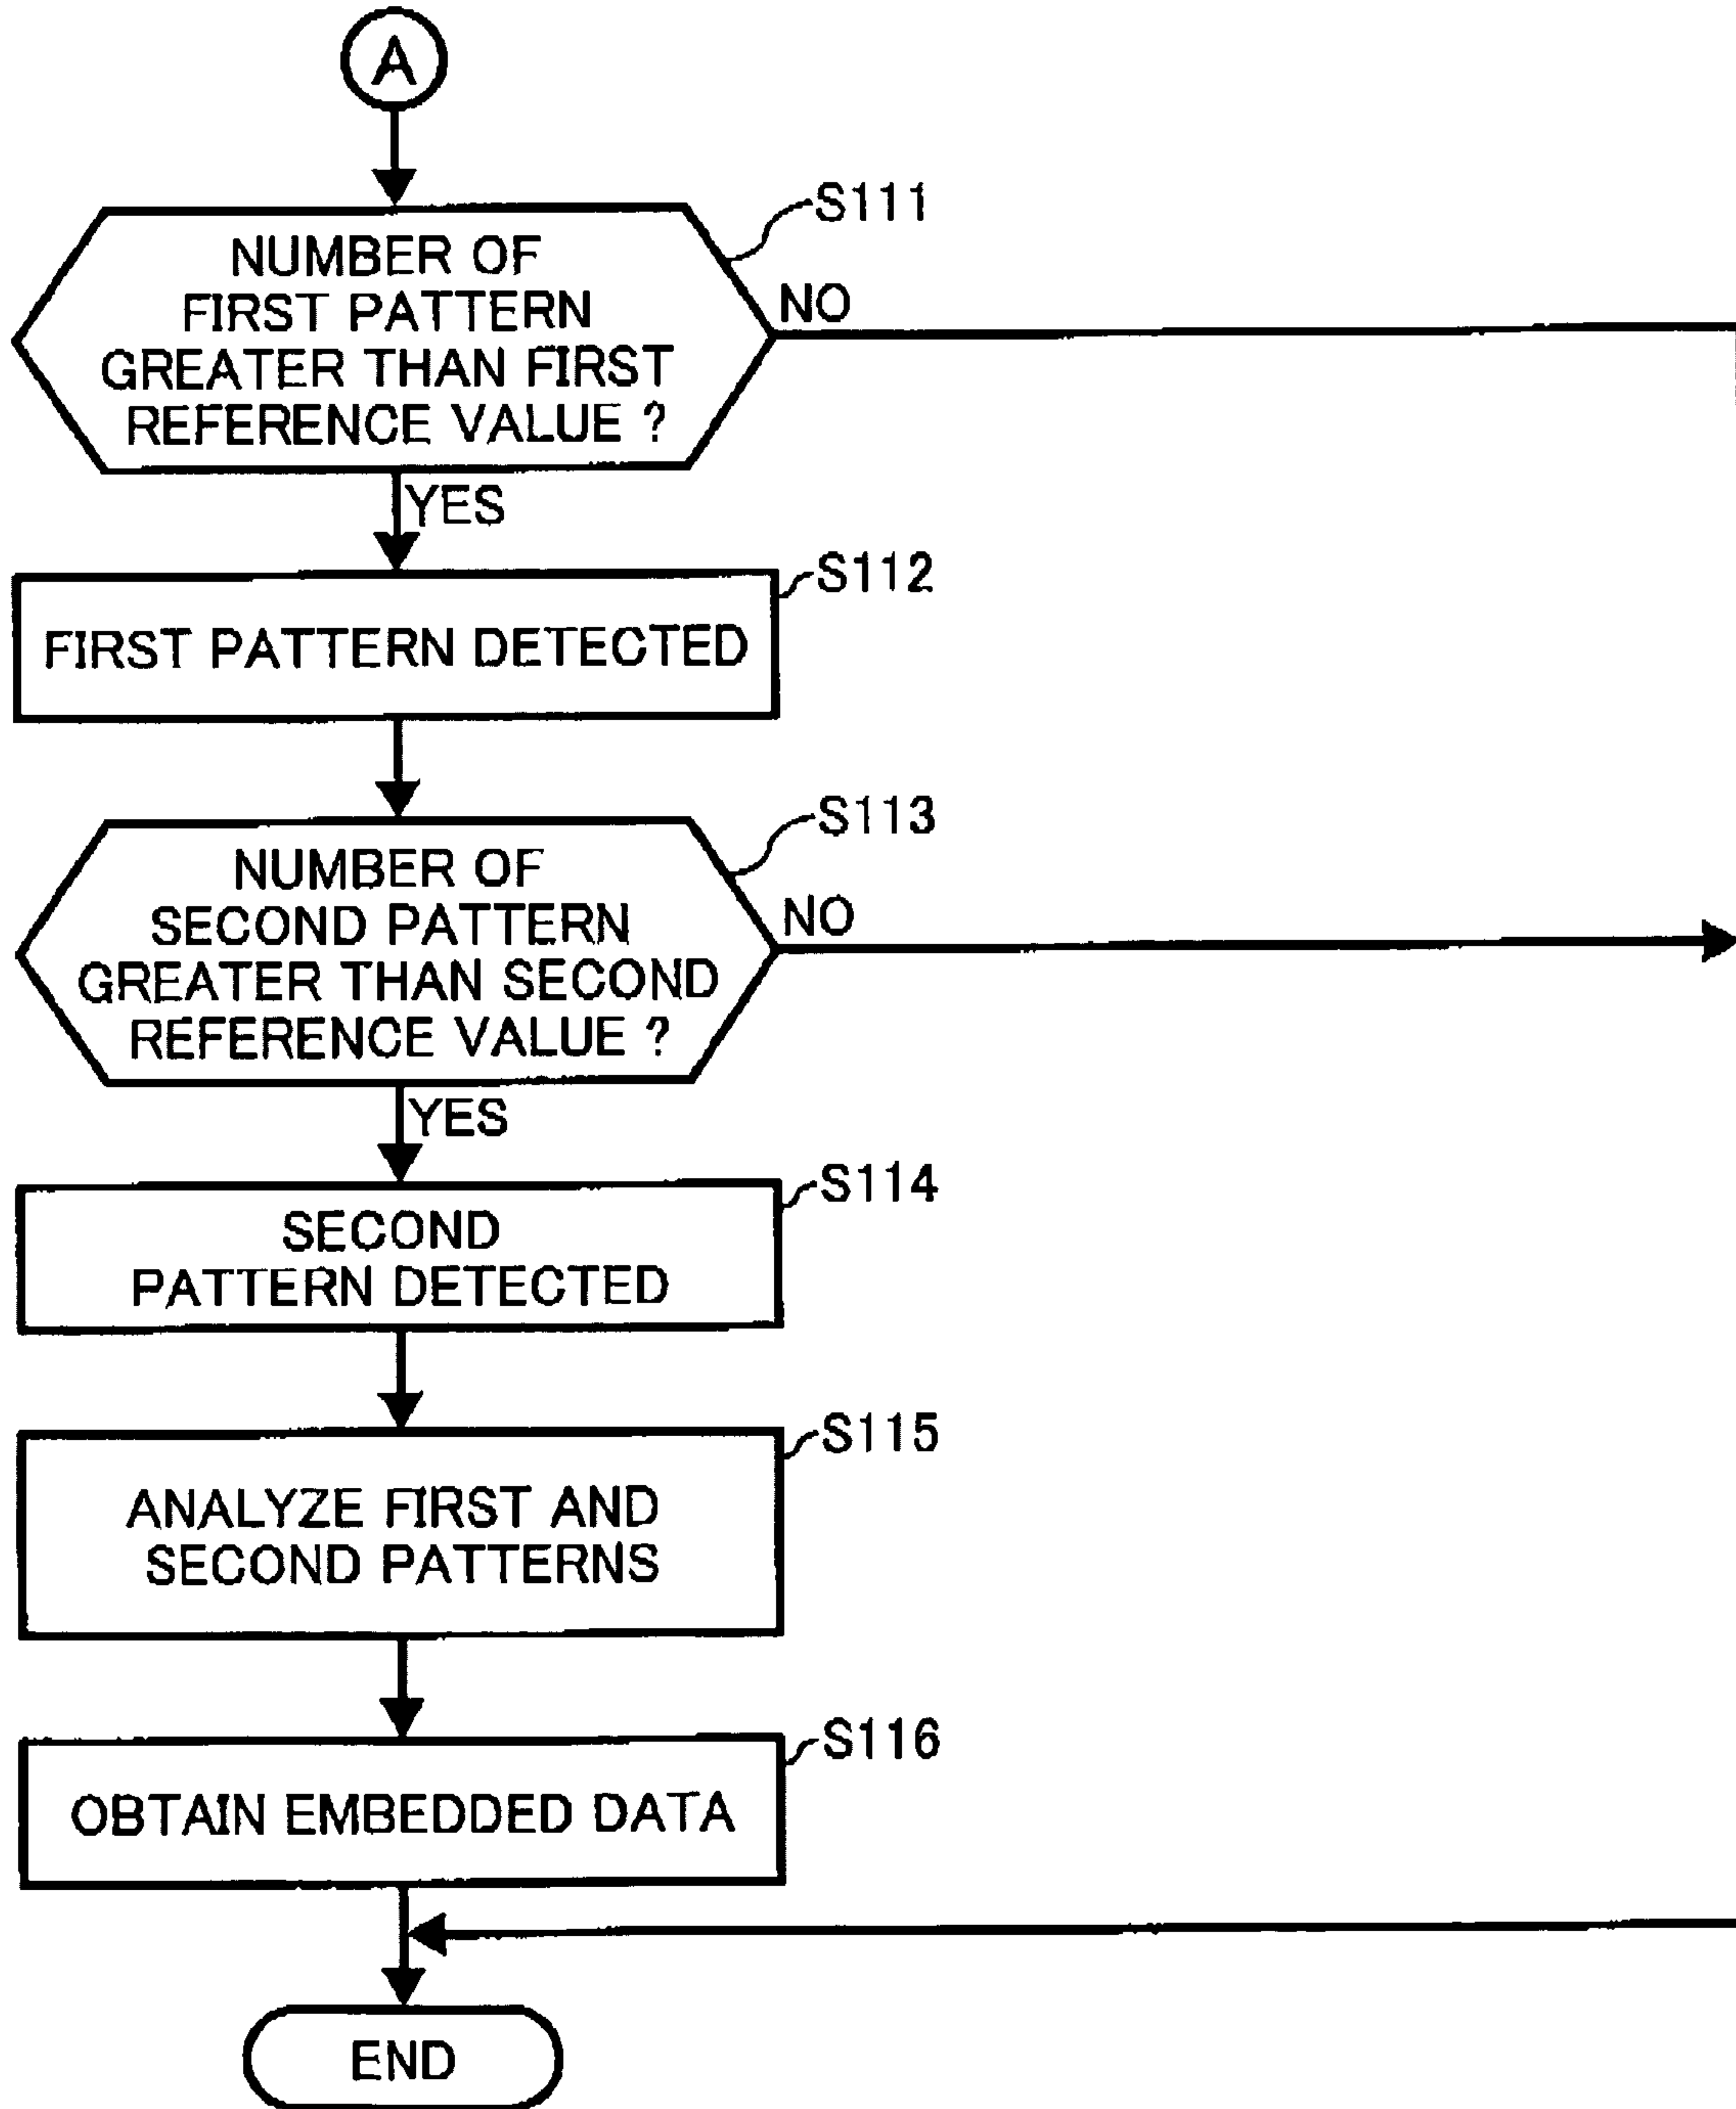 A
S111
NUMBER OF
FIRST PATTERN
GREATER THAN FIRST
REFERENCE VALUE ?
NO
YES
S112
FIRST PATTERN DETECTED
S113
NUMBER OF
SECOND PATTERN
GREATER THAN SECOND
REFERENCE VALUE ?
NO
YES
S114
SECOND
PATTERN DETECTED
S115
ANALYZE FIRST AND
SECOND PATTERNS
S116
OBTAIN EMBEDDED DATA
END